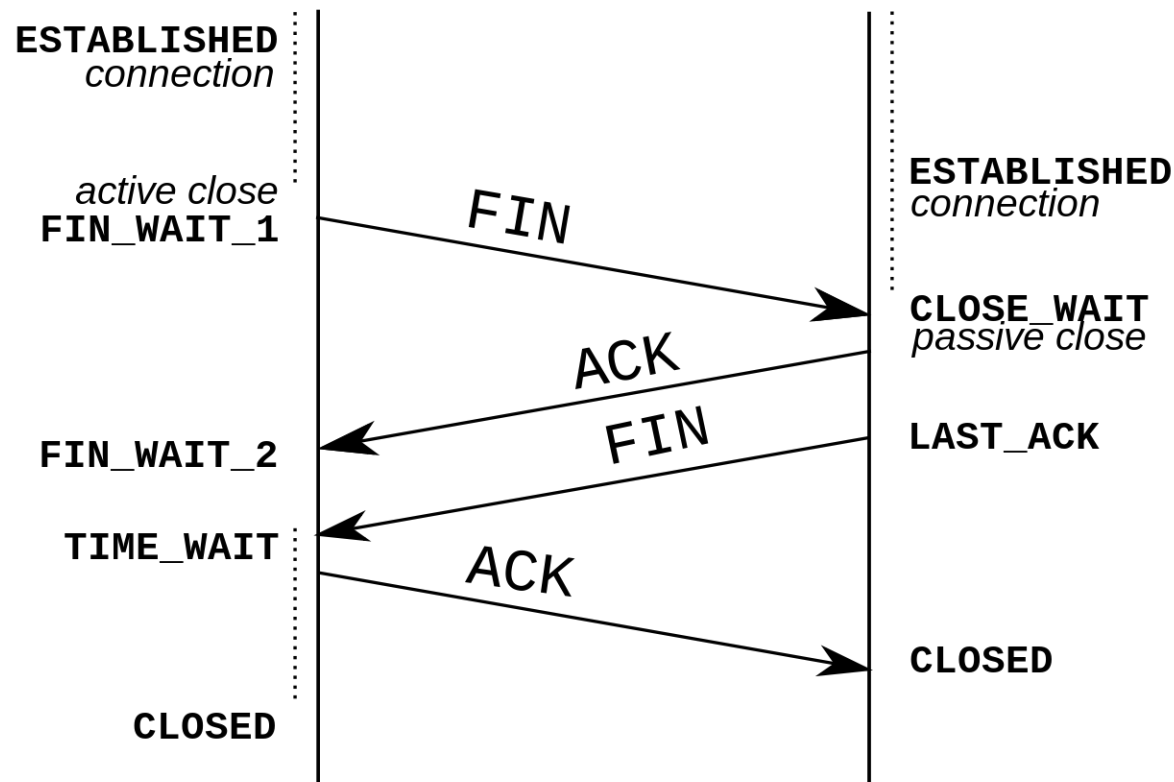 ESTABLISHED
connection
active close
FIN_WAIT_1
FIN
ESTABLISHED
connection
CLOSE_WAIT
passive close
ACK
FIN
LAST_ACK
FIN_WAIT_2
TIME_WAIT
ACK
CLOSED
CLOSED